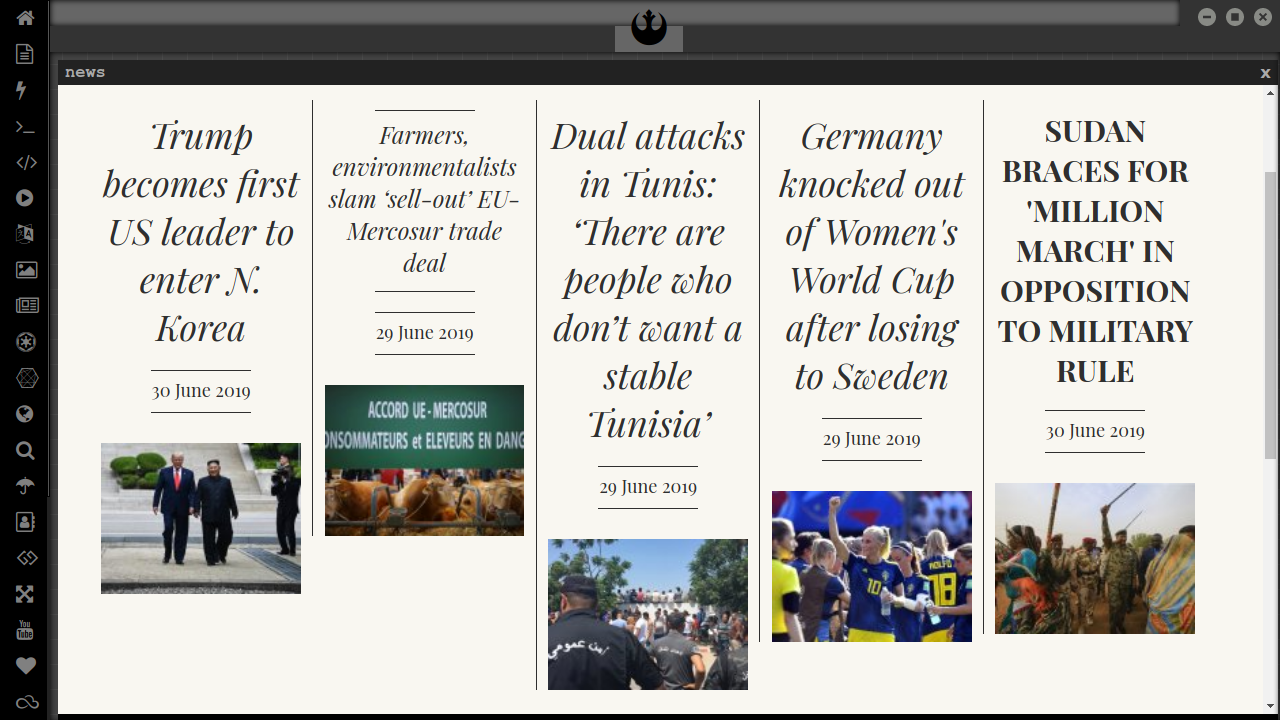 news
x
Trump
becomes first
US leader to
enter N.
Korea
30 June 2019
Farmers,
environmentalists
slam ‘sell-out’ EU-
Mercosur trade
deal
29 June 2019
ACCORD UE - MERCOSUR
ONSOMMATEURS et ELEVEURS EN DANG
Dual attacks
in Tunis:
‘There are
people who
don’t want a
stable
Tunisia’
29 June 2019
أمن عمومي
Germany
knocked out
of Women's
World Cup
after losing
to Sweden
29 June 2019
10
18
SUDAN
BRACES FOR
'MILLION
MARCH' IN
OPPOSITION
TO MILITARY
RULE
30 June 2019
You
Tube